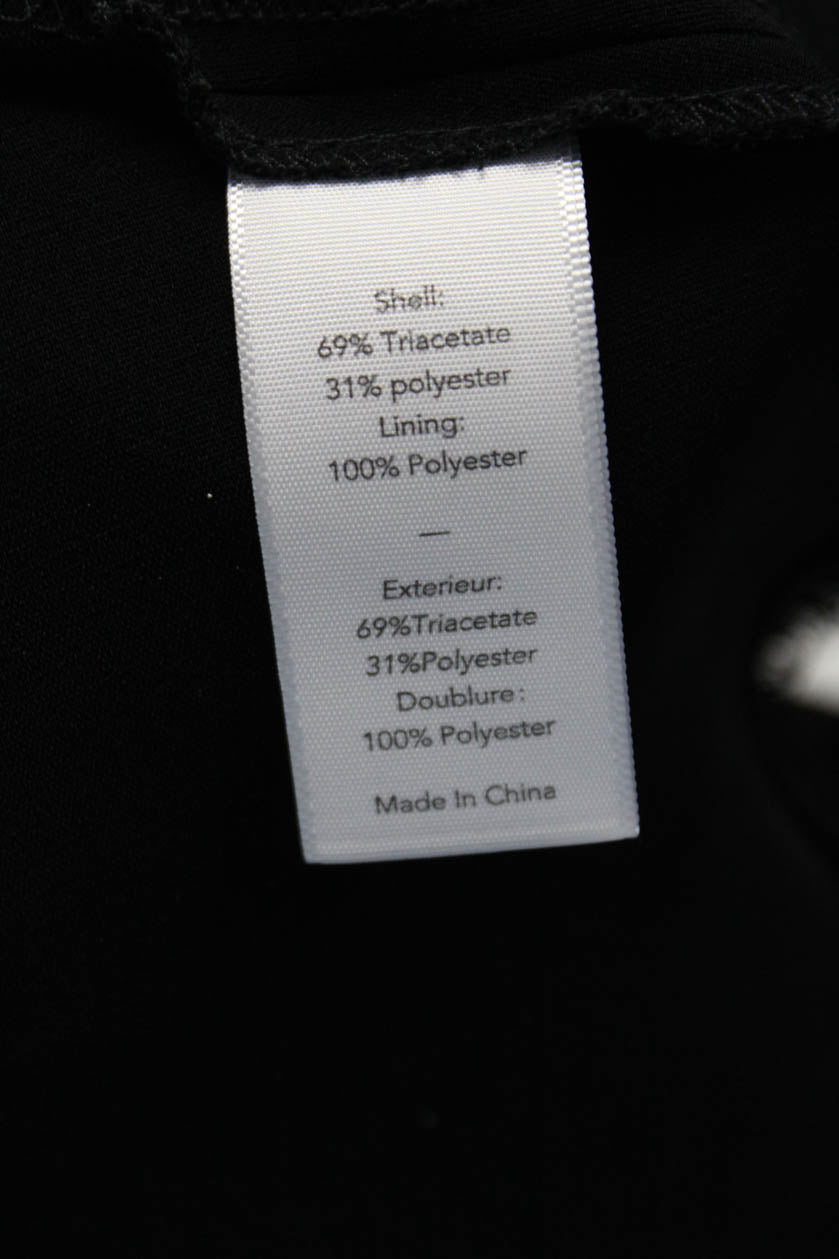 Shell:
69% Triacetate
31% polyester
Lining:
100% Polyester
—
Exterieur:
69%Triacetate
31%Polyester
Doublure:
100% Polyester
Made In China